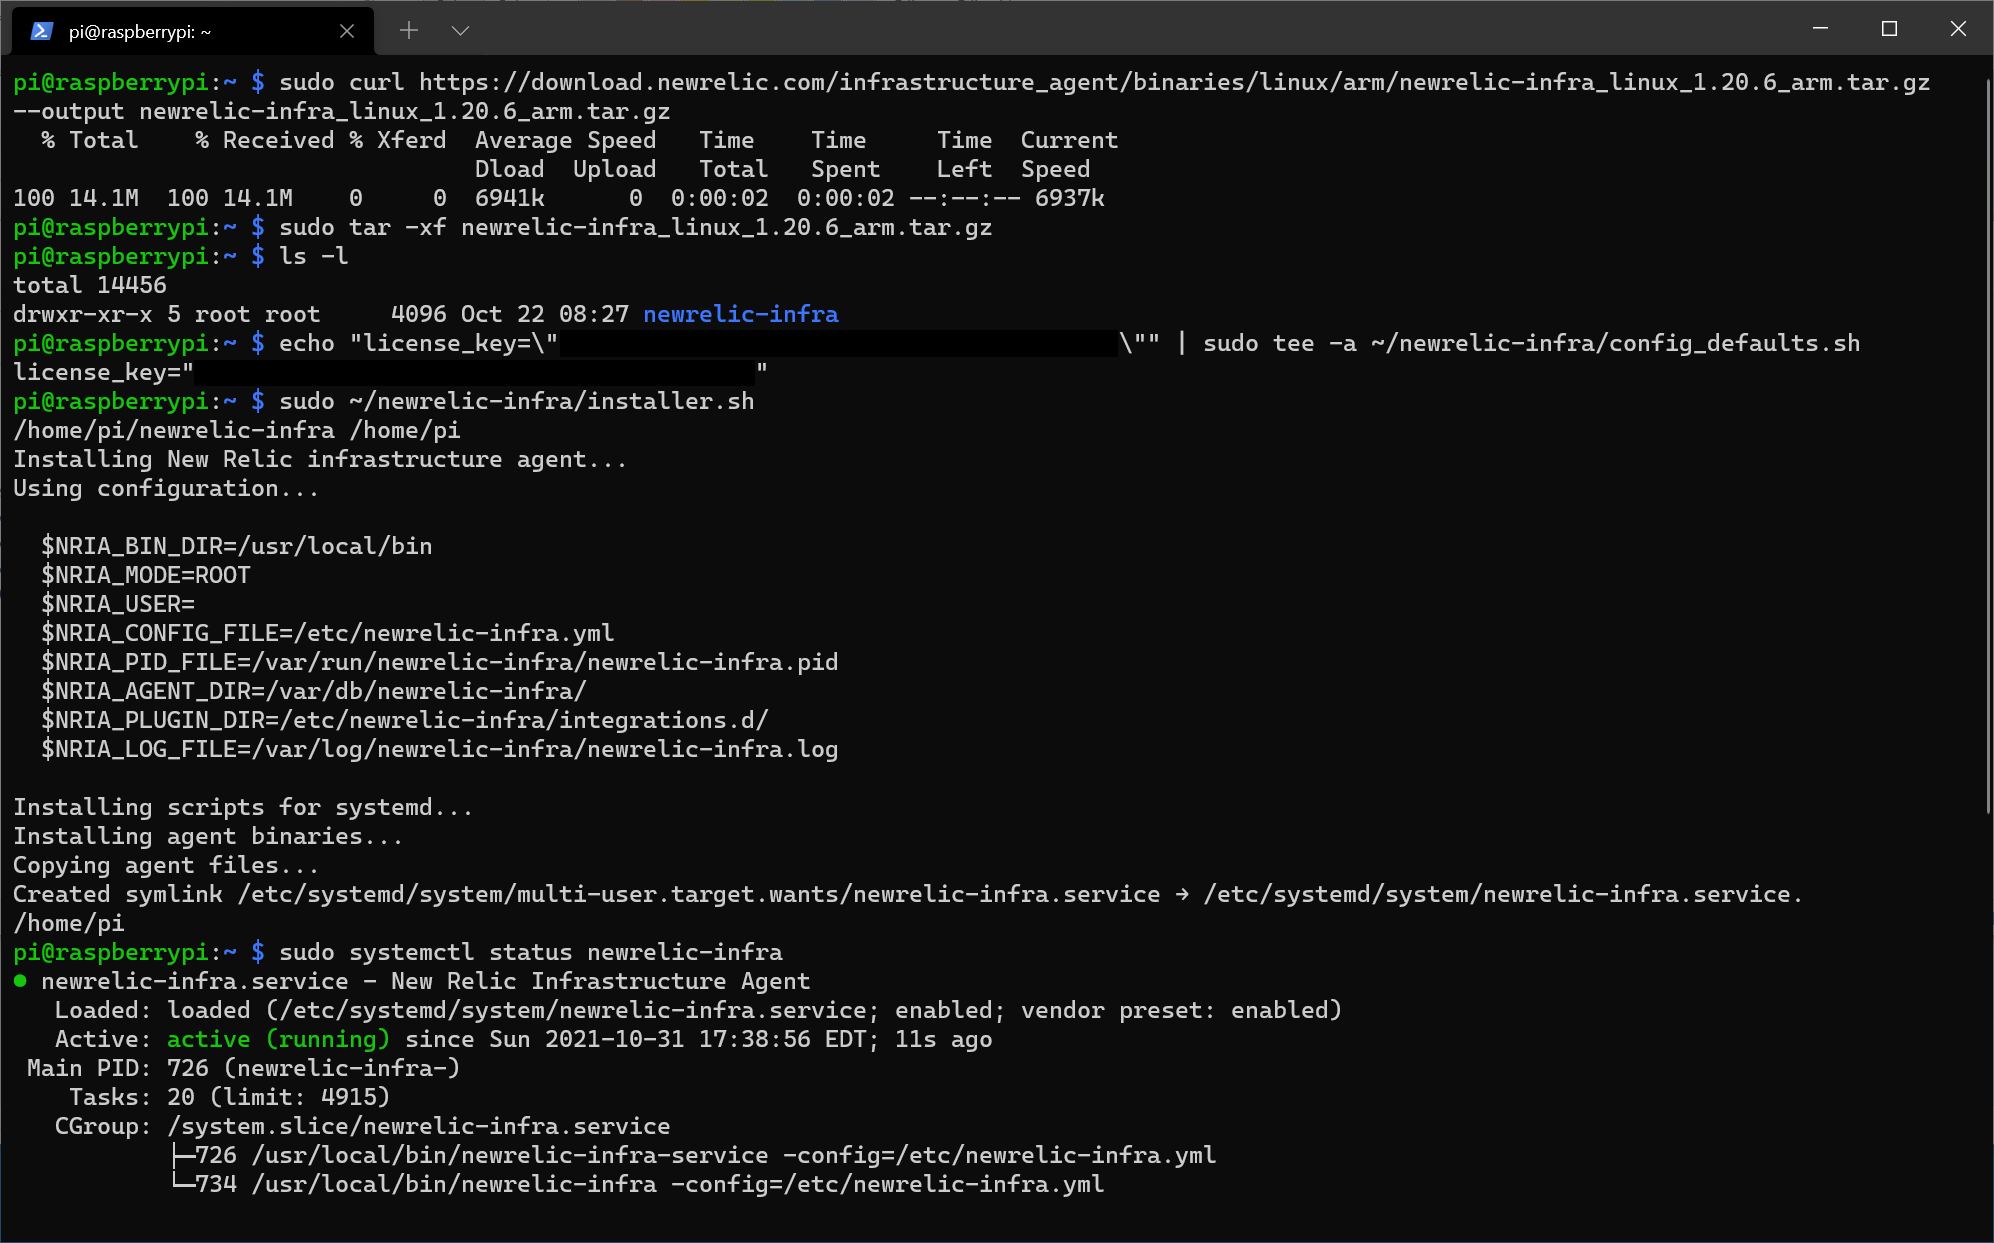 pi@raspberrypi: ~
pi@raspberrypi:~ $ sudo curl https://download.newrelic.com/infrastructure_agent/binaries/linux/arm/newrelic-infra_linux_1.20.6_arm.tar.gz
--output newrelic-infra_linux_1.20.6_arm.tar.gz
  % Total    % Received % Xferd  Average Speed   Time    Time     Time  Current
                                 Dload  Upload   Total   Spent    Left  Speed
100 14.1M  100 14.1M    0     0  6941k      0  0:00:02  0:00:02 --:--:-- 6937k
pi@raspberrypi:~ $ sudo tar -xf newrelic-infra_linux_1.20.6_arm.tar.gz
pi@raspberrypi:~ $ ls -l
total 14456
drwxr-xr-x 5 root root     4096 Oct 22 08:27 newrelic-infra
pi@raspberrypi:~ $ echo "license_key=\"                                        \"" | sudo tee -a ~/newrelic-infra/config_defaults.sh
license_key="                                        "
pi@raspberrypi:~ $ sudo ~/newrelic-infra/installer.sh
/home/pi/newrelic-infra /home/pi
Installing New Relic infrastructure agent...
Using configuration...
  $NRIA_BIN_DIR=/usr/local/bin
  $NRIA_MODE=ROOT
  $NRIA_USER=
  $NRIA_CONFIG_FILE=/etc/newrelic-infra.yml
  $NRIA_PID_FILE=/var/run/newrelic-infra/newrelic-infra.pid
  $NRIA_AGENT_DIR=/var/db/newrelic-infra/
  $NRIA_PLUGIN_DIR=/etc/newrelic-infra/integrations.d/
  $NRIA_LOG_FILE=/var/log/newrelic-infra/newrelic-infra.log
Installing scripts for systemd...
Installing agent binaries...
Copying agent files...
Created symlink /etc/systemd/system/multi-user.target.wants/newrelic-infra.service → /etc/systemd/system/newrelic-infra.service.
/home/pi
pi@raspberrypi:~ $ sudo systemctl status newrelic-infra
● newrelic-infra.service - New Relic Infrastructure Agent
   Loaded: loaded (/etc/systemd/system/newrelic-infra.service; enabled; vendor preset: enabled)
   Active: active (running) since Sun 2021-10-31 17:38:56 EDT; 11s ago
 Main PID: 726 (newrelic-infra-)
    Tasks: 20 (limit: 4915)
   CGroup: /system.slice/newrelic-infra.service
           ├─726 /usr/local/bin/newrelic-infra-service -config=/etc/newrelic-infra.yml
           └─734 /usr/local/bin/newrelic-infra -config=/etc/newrelic-infra.yml